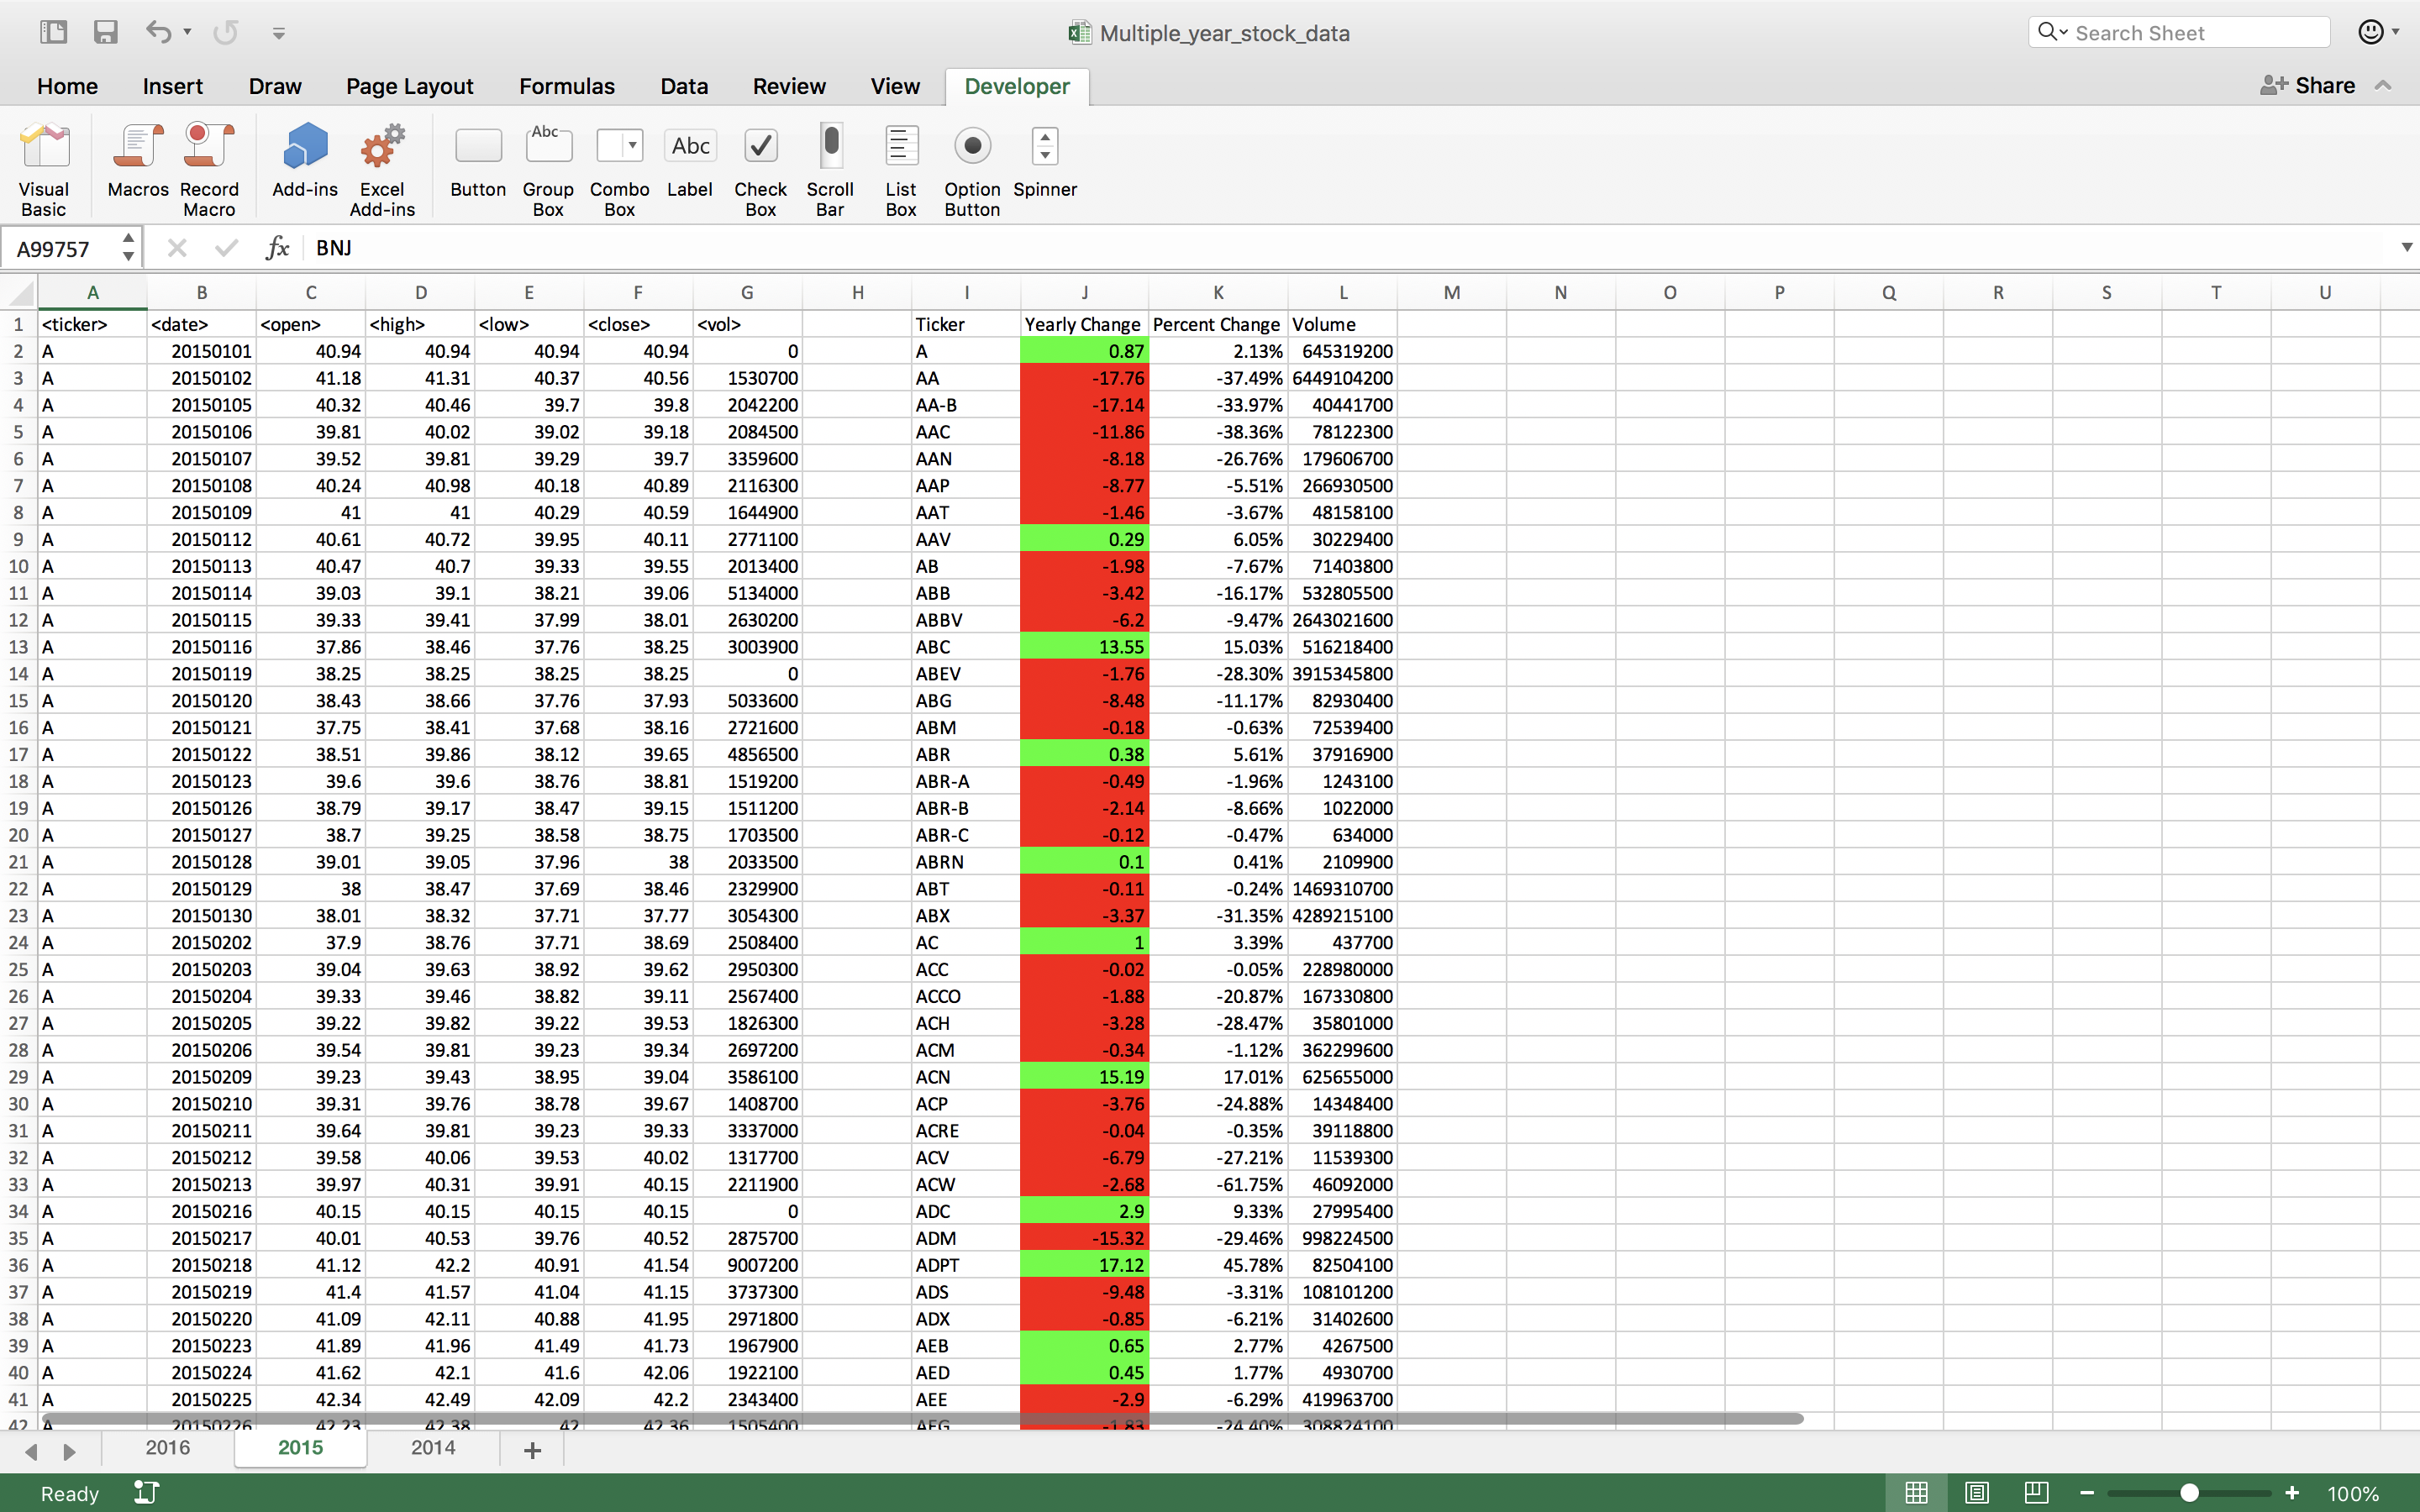 Multiple_year_stock_data
Search Sheet
Home Insert Draw Page Layout Formulas Data Review View Developer Share
Visual Basic Macros Record Macro Add-ins Excel Add-ins Button Group Box Combo Box Label Check Box Scroll Bar List Box Option Button Spinner
Abc Abc
A99757 fx BNJ
A B C D E F G H I J K L M N O P Q R S T U
1 <ticker> <date> <open> <high> <low> <close> <vol> Ticker Yearly Change Percent Change Volume
2 A 20150101 40.94 40.94 40.94 40.94 0 A 0.87 2.13% 645319200
3 A 20150102 41.18 41.31 40.37 40.56 1530700 AA -17.76 -37.49% 6449104200
4 A 20150105 40.32 40.46 39.7 39.8 2042200 AA-B -17.14 -33.97% 40441700
5 A 20150106 39.81 40.02 39.02 39.18 2084500 AAC -11.86 -38.36% 78122300
6 A 20150107 39.52 39.81 39.29 39.7 3359600 AAN -8.18 -26.76% 179606700
7 A 20150108 40.24 40.98 40.18 40.89 2116300 AAP -8.77 -5.51% 266930500
8 A 20150109 41 41 40.29 40.59 1644900 AAT -1.46 -3.67% 48158100
9 A 20150112 40.61 40.72 39.95 40.11 2771100 AAV 0.29 6.05% 30229400
10 A 20150113 40.47 40.7 39.33 39.55 2013400 AB -1.98 -7.67% 71403800
11 A 20150114 39.03 39.1 38.21 39.06 5134000 ABB -3.42 -16.17% 532805500
12 A 20150115 39.33 39.41 37.99 38.01 2630200 ABBV -6.2 -9.47% 2643021600
13 A 20150116 37.86 38.46 37.76 38.25 3003900 ABC 13.55 15.03% 516218400
14 A 20150119 38.25 38.25 38.25 38.25 0 ABEV -1.76 -28.30% 3915345800
15 A 20150120 38.43 38.66 37.76 37.93 5033600 ABG -8.48 -11.17% 82930400
16 A 20150121 37.75 38.41 37.68 38.16 2721600 ABM -0.18 -0.63% 72539400
17 A 20150122 38.51 39.86 38.12 39.65 4856500 ABR 0.38 5.61% 37916900
18 A 20150123 39.6 39.6 38.76 38.81 1519200 ABR-A -0.49 -1.96% 1243100
19 A 20150126 38.79 39.17 38.47 39.15 1511200 ABR-B -2.14 -8.66% 1022000
20 A 20150127 38.7 39.25 38.58 38.75 1703500 ABR-C -0.12 -0.47% 634000
21 A 20150128 39.01 39.05 37.96 38 2033500 ABRN 0.1 0.41% 2109900
22 A 20150129 38 38.47 37.69 38.46 2329900 ABT -0.11 -0.24% 1469310700
23 A 20150130 38.01 38.32 37.71 37.77 3054300 ABX -3.37 -31.35% 4289215100
24 A 20150202 37.9 38.76 37.71 38.69 2508400 AC 1 3.39% 437700
25 A 20150203 39.04 39.63 38.92 39.62 2950300 ACC -0.02 -0.05% 228980000
26 A 20150204 39.33 39.46 38.82 39.11 2567400 ACCO -1.88 -20.87% 167330800
27 A 20150205 39.22 39.82 39.22 39.53 1826300 ACH -3.28 -28.47% 35801000
28 A 20150206 39.54 39.81 39.23 39.34 2697200 ACM -0.34 -1.12% 362299600
29 A 20150209 39.23 39.43 38.95 39.04 3586100 ACN 15.19 17.01% 625655000
30 A 20150210 39.31 39.76 38.78 39.67 1408700 ACP -3.76 -24.88% 14348400
31 A 20150211 39.64 39.81 39.23 39.33 3337000 ACRE -0.04 -0.35% 39118800
32 A 20150212 39.58 40.06 39.53 40.02 1317700 ACV -6.79 -27.21% 11539300
33 A 20150213 39.97 40.31 39.91 40.15 2211900 ACW -2.68 -61.75% 46092000
34 A 20150216 40.15 40.15 40.15 40.15 0 ADC 2.9 9.33% 27995400
35 A 20150217 40.01 40.53 39.76 40.52 2875700 ADM -15.32 -29.46% 998224500
36 A 20150218 41.12 42.2 40.91 41.54 9007200 ADPT 17.12 45.78% 82504100
37 A 20150219 41.4 41.57 41.04 41.15 3737300 ADS -9.48 -3.31% 108101200
38 A 20150220 41.09 42.11 40.88 41.95 2971800 ADX -0.85 -6.21% 31402600
39 A 20150223 41.89 41.96 41.49 41.73 1967900 AEB 0.65 2.77% 4267500
40 A 20150224 41.62 42.1 41.6 42.06 1922100 AED 0.45 1.77% 4930700
41 A 20150225 42.34 42.49 42.09 42.2 2343400 AEE -2.9 -6.29% 419963700
42 A 20150226 42.23 42.38 42 42.36 1505400 AEG -1.83 -24.40% 308824100
2016 2015 2014
Ready 100%